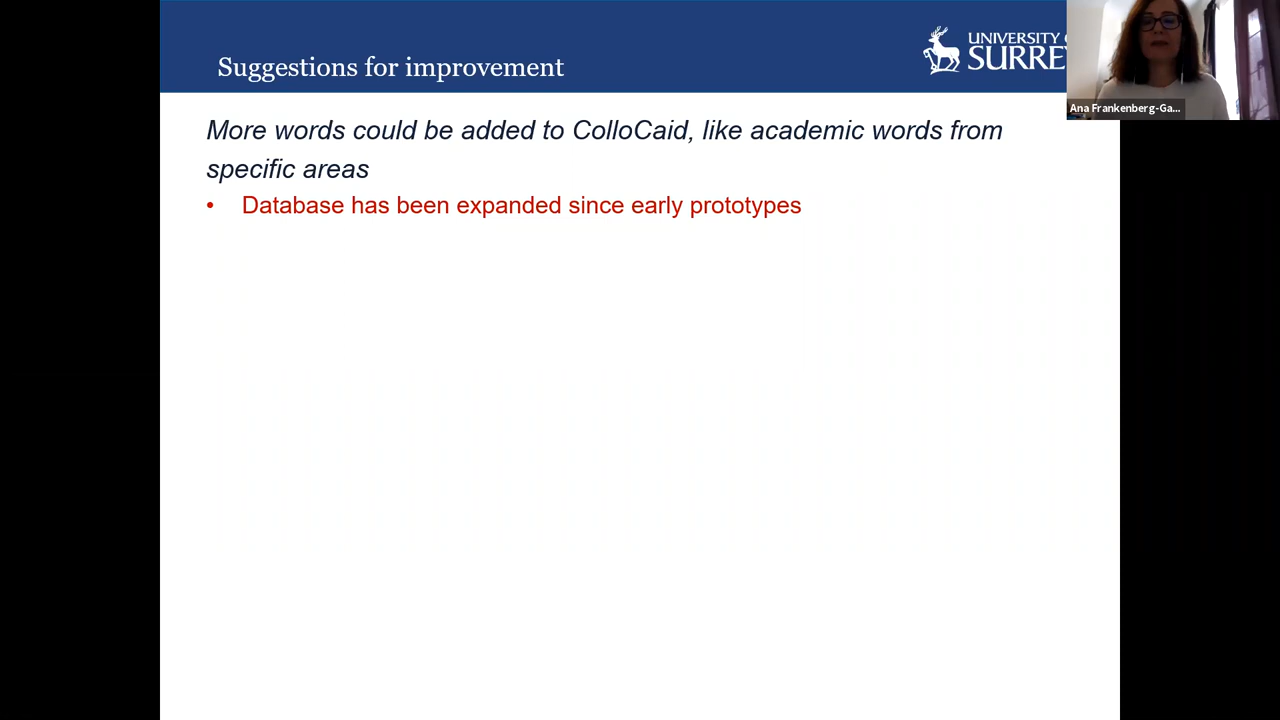 Suggestions for improvement
UNIVERSITY
SURREY
Ana Frankenberg-Ga...
More words could be added to ColloCaid, like academic words from
specific areas
• Database has been expanded since early prototypes